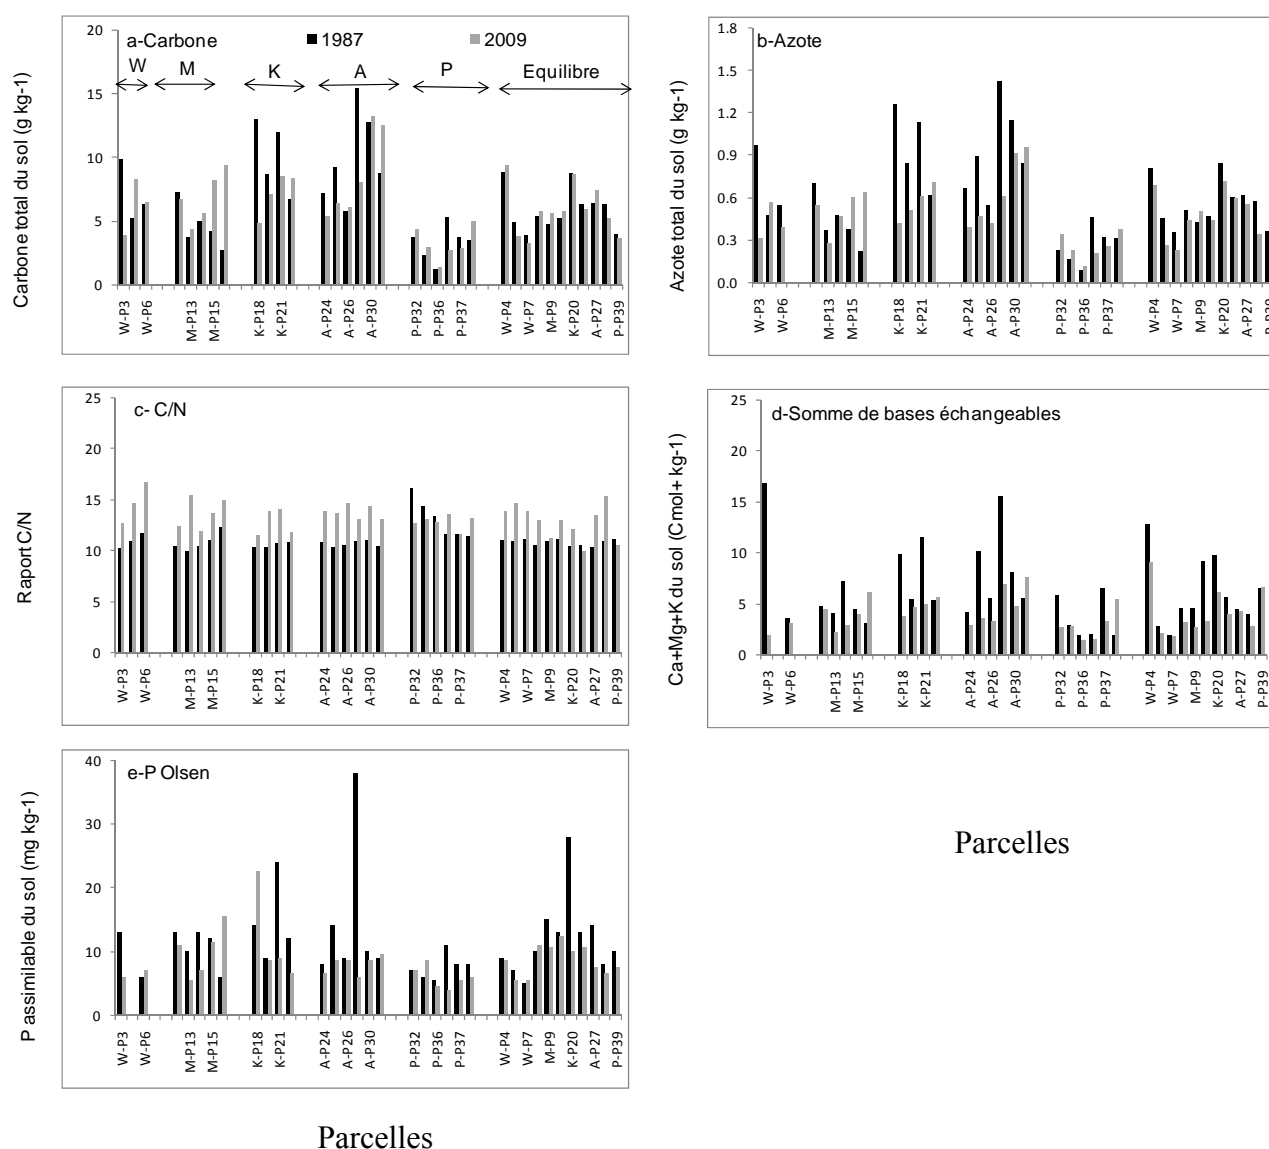 a-Carbone
1987
2009
W
M
K
A
P
Equilibre
20
15
10
5
0
Carbone total du sol (g kg-1)
W-P3
W-P6
M-P13
M-P15
K-P18
K-P21
A-P24
A-P26
A-P30
P-P32
P-P36
P-P37
W-P4
W-P7
M-P9
K-P20
A-P27
P-P39
b-Azote
1.8
1.5
1.2
0.9
0.6
0.3
0.0
Azote total du sol (g kg-1)
W-P3
W-P6
M-P13
M-P15
K-P18
K-P21
A-P24
A-P26
A-P30
P-P32
P-P36
P-P37
W-P4
W-P7
M-P9
K-P20
A-P27
c- C/N
25
20
15
10
5
0
Raport C/N
W-P3
W-P6
M-P13
M-P15
K-P18
K-P21
A-P24
A-P26
A-P30
P-P32
P-P36
P-P37
W-P4
W-P7
M-P9
K-P20
A-P27
P-P39
d-Somme de bases échangeables
25
20
15
10
5
0
Ca+Mg+K du sol (Cmol+ kg-1)
W-P3
W-P6
M-P13
M-P15
K-P18
K-P21
A-P24
A-P26
A-P30
P-P32
P-P36
P-P37
W-P4
W-P7
M-P9
K-P20
A-P27
P-P39
e-P Olsen
40
30
20
10
0
P assimilable du sol (mg kg-1)
W-P3
W-P6
M-P13
M-P15
K-P18
K-P21
A-P24
A-P26
A-P30
P-P32
P-P36
P-P37
W-P4
W-P7
M-P9
K-P20
A-P27
P-P39
Parcelles
Parcelles